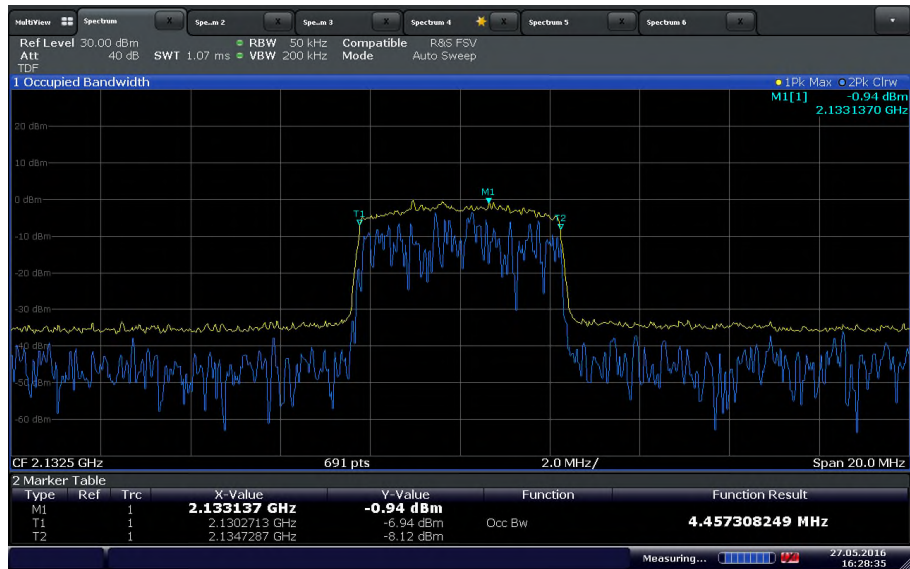 MultiView Spectrum X Spe...m 2 X Spe...m 3 X Spectrum 4 X Spectrum 5 X Spectrum 6 X
Ref Level 30.00 dBm RBW 50 kHz Compatible R&S FSV
Att 40 dB SWT 1.07 ms VBW 200 kHz Mode Auto Sweep
TDF
1 Occupied Bandwidth 1Pk Max 2Pk Clrw
M1[1] -0.94 dBm
2.1331370 GHz
20 dBm
10 dBm
M1
0 dBm
T1 T2
-10 dBm
-20 dBm
-30 dBm
-40 dBm
-50 dBm
-60 dBm
CF 2.1325 GHz 691 pts 2.0 MHz/ Span 20.0 MHz
2 Marker Table
Type Ref Trc X-Value Y-Value Function Function Result
M1 1 2.133137 GHz -0.94 dBm
T1 1 2.1302713 GHz -6.94 dBm Occ Bw 4.457308249 MHz
T2 1 2.1347287 GHz -8.12 dBm
Measuring... 27.05.2016
16:28:35